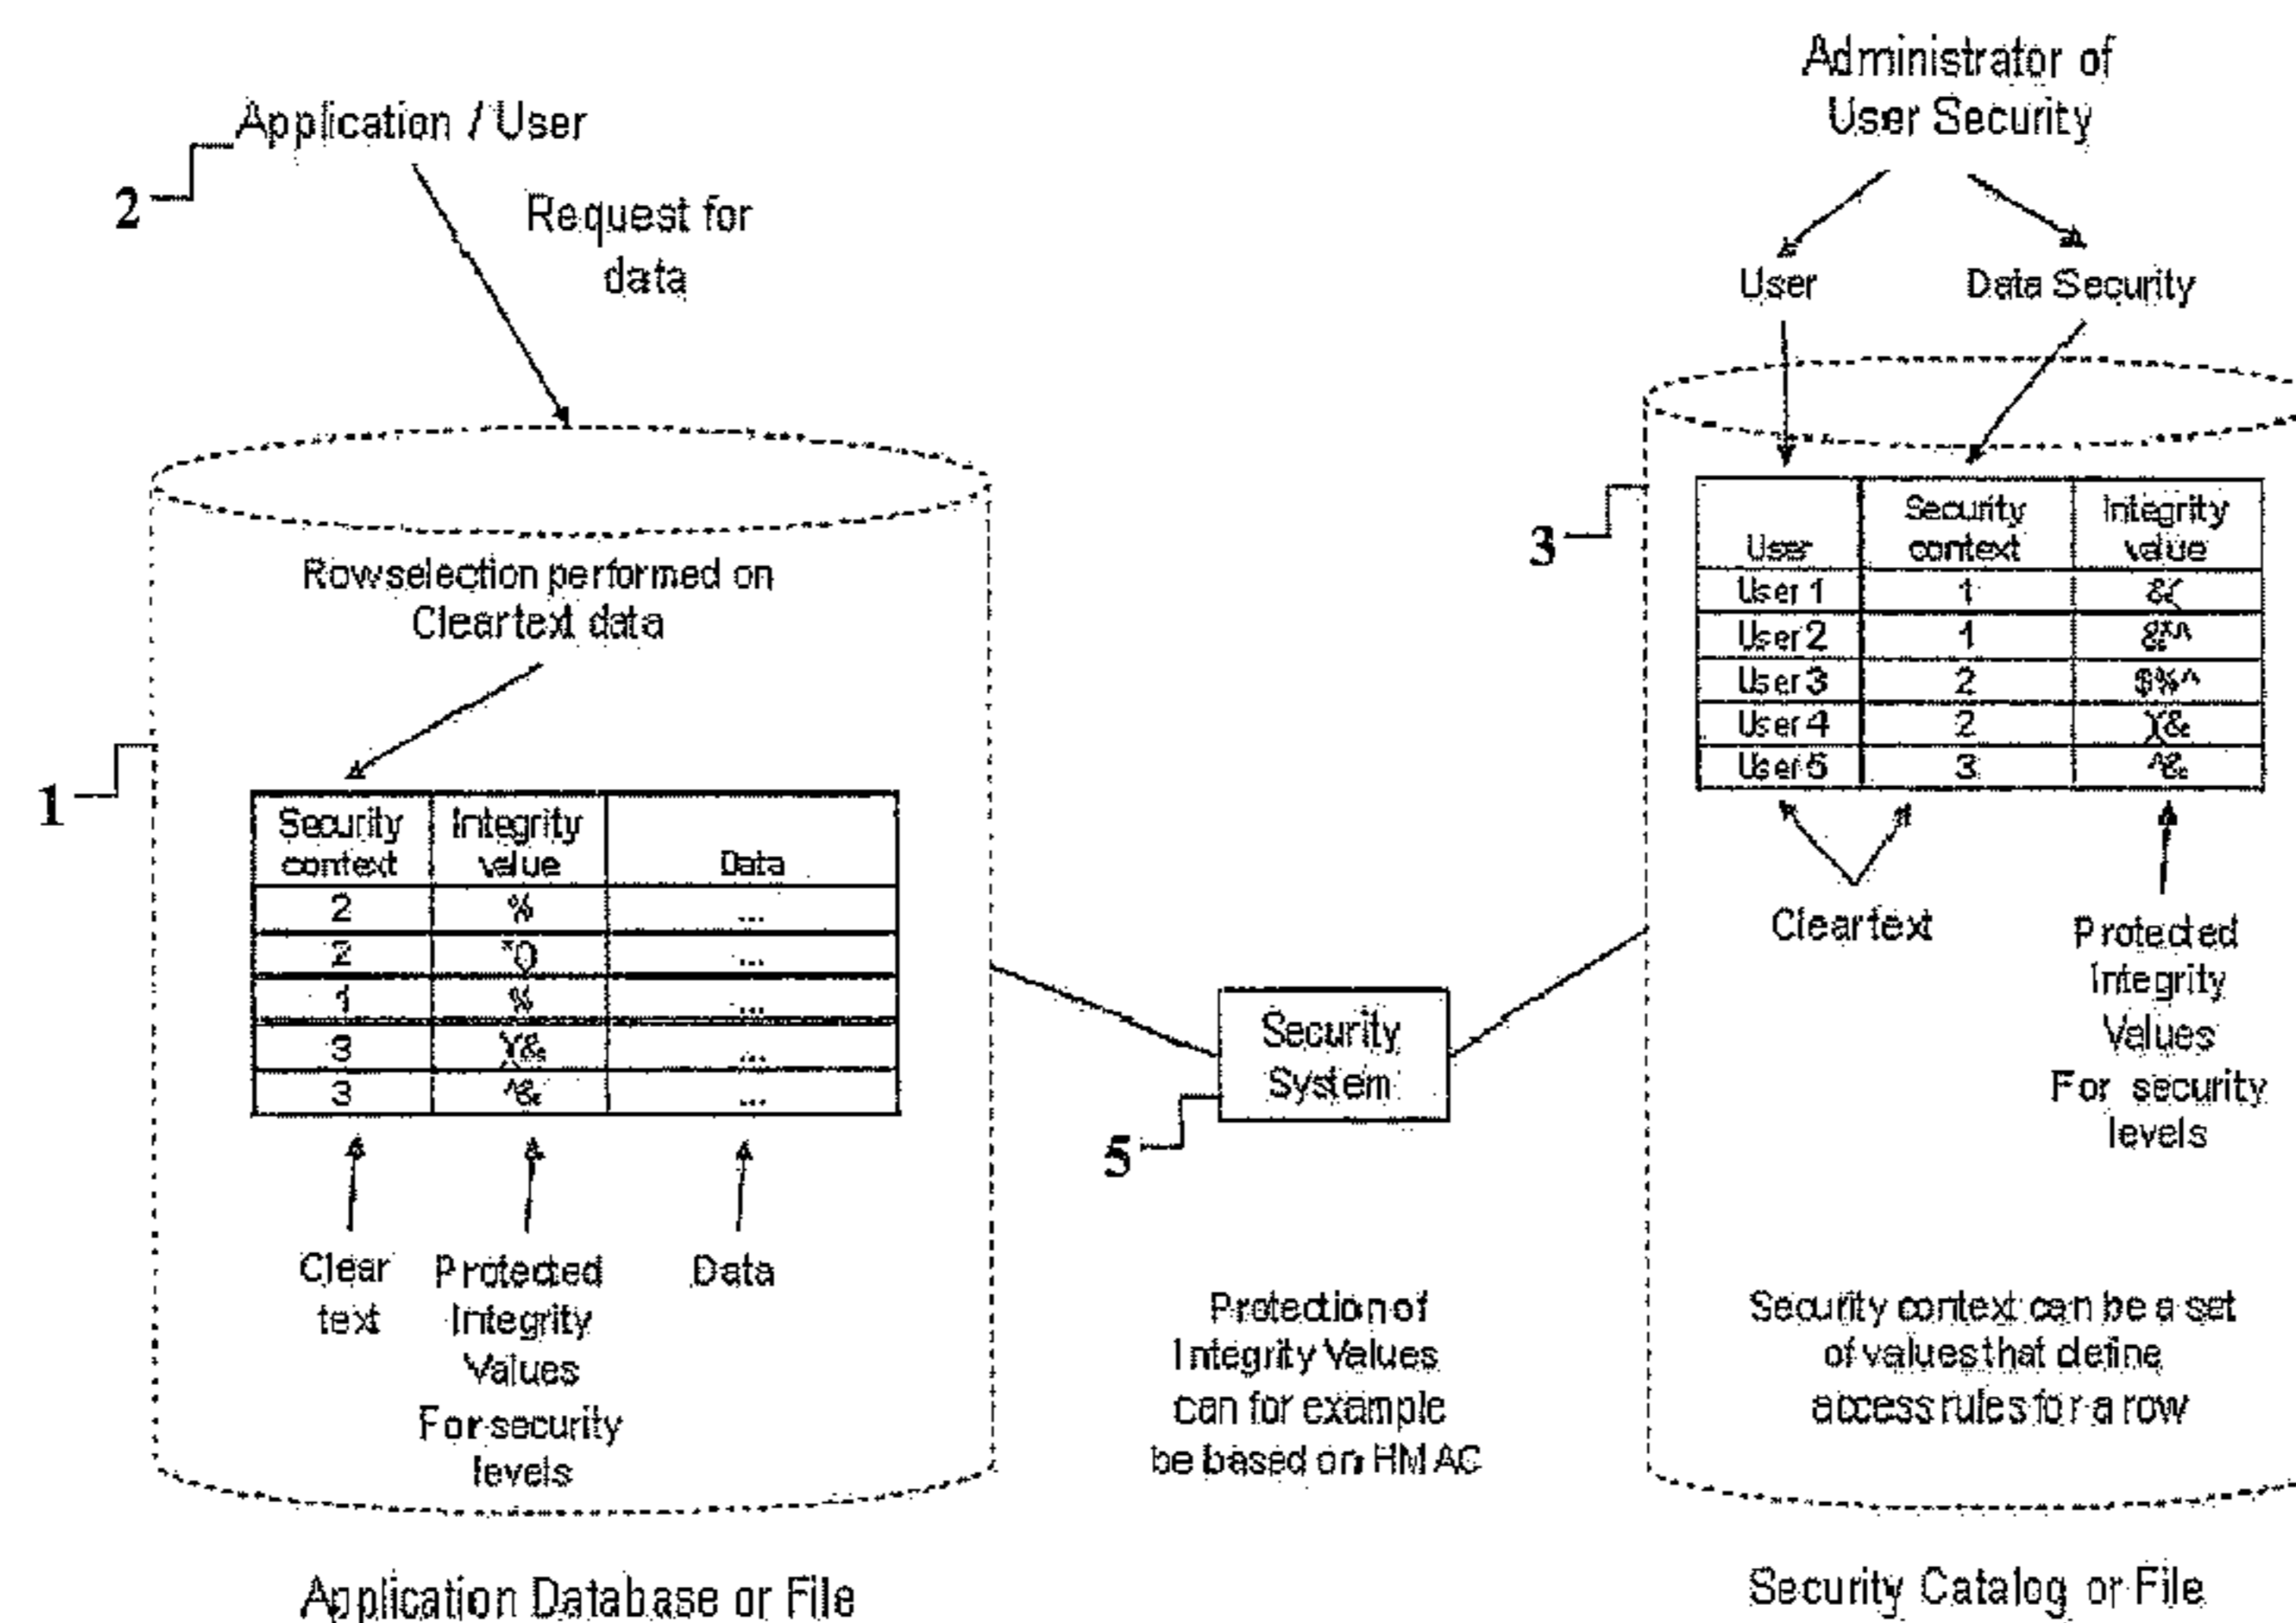 Administrator of
User Security
Application / User
2
Request for
data
User
Data Security
Row selection performed on
Cleartext data
3
User Security context Integrity value
User 1 1 &(
User 2 1 &*^
User 3 2 $%^
User 4 2 )(&
User 5 3 ^&
1
Security context Integrity value Data
2 % ...
2 *() ...
1 % ...
3 )(& ...
3 ^& ...
Cleartext
Protected
Integrity
Values
For security
levels
Security
System
5
Clear
text
Protected
Integrity
Values
For security
levels
Data
Protection of
Integrity Values
can for example
be based on HMAC
Security context can be a set
of values that define
access rules for a row
Application Database or File
Security Catalog or File